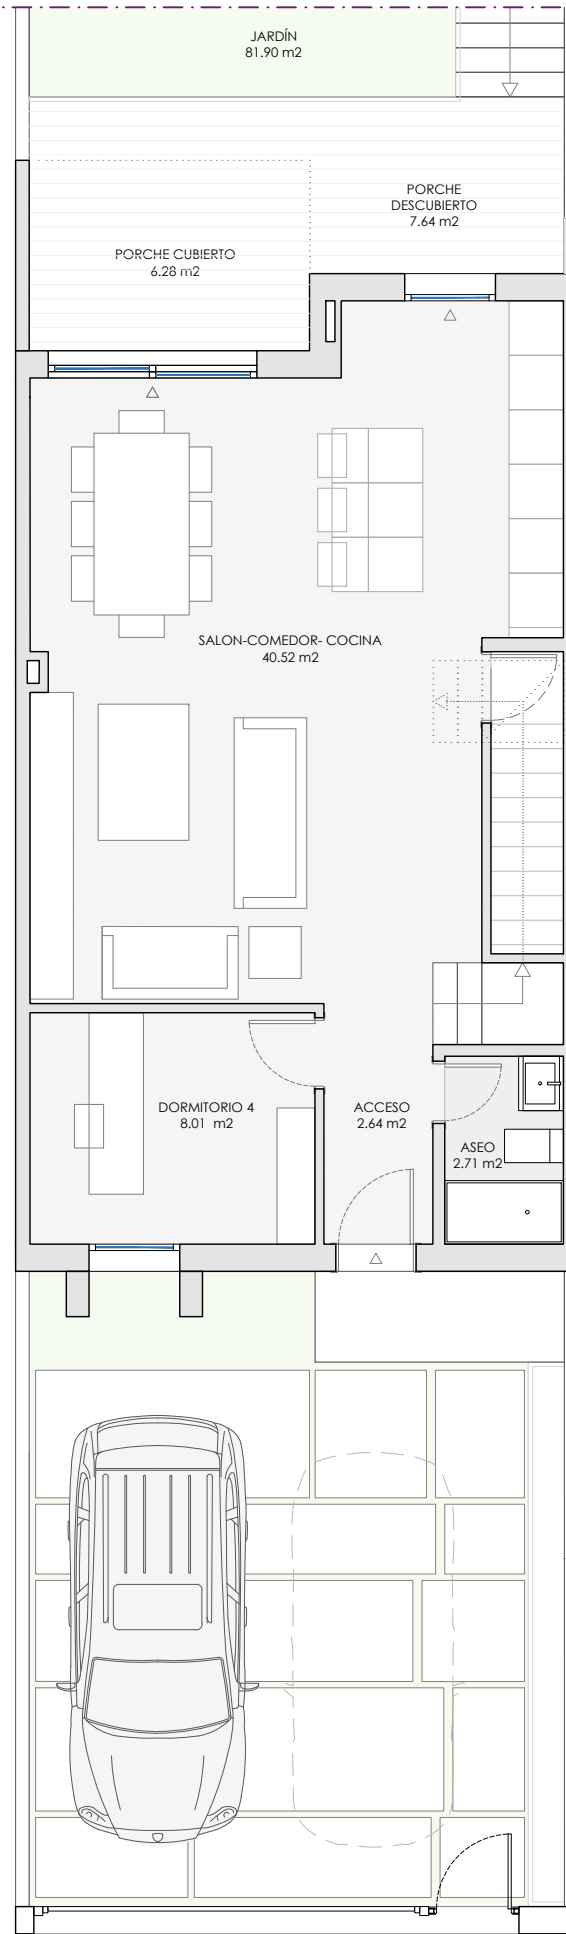 JARDÍN
81.90 m2
PORCHE
DESCUBIERTO
7.64 m2
PORCHE CUBIERTO
6.28 m2
SALON-COMEDOR- COCINA
40.52 m2
DORMITORIO 4
8.01 m2
ACCESO
2.64 m2
ASEO
2.71 m2